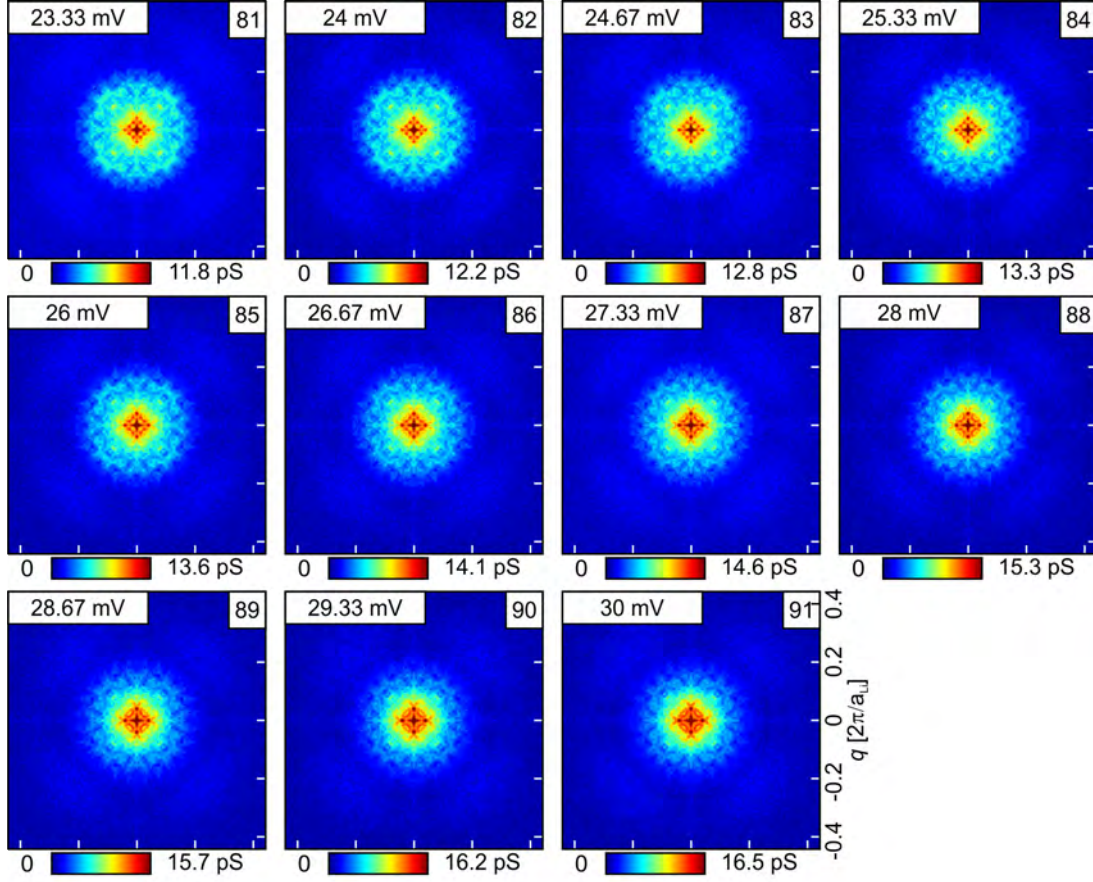 23.33 mV 81 24 mV 82 24.67 mV 83 25.33 mV 84
0 11.8 pS 0 12.2 pS 0 12.8 pS 0 13.3 pS
26 mV 85 26.67 mV 86 27.33 mV 87 28 mV 88
0 13.6 pS 0 14.1 pS 0 14.6 pS 0 15.3 pS
28.67 mV 89 29.33 mV 90 30 mV 91
0.4
0.2
0
-0.2
-0.4
q [2π/aLi]
0 15.7 pS 0 16.2 pS 0 16.5 pS